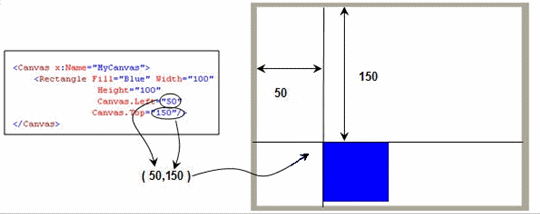 <Canvas x:Name="MyCanvas">
<Rectangle Fill="Blue" Width="100"
Height="100"
Canvas.Left="50"
Canvas.Top="150"/>
</Canvas>
( 50,150 )
50
150